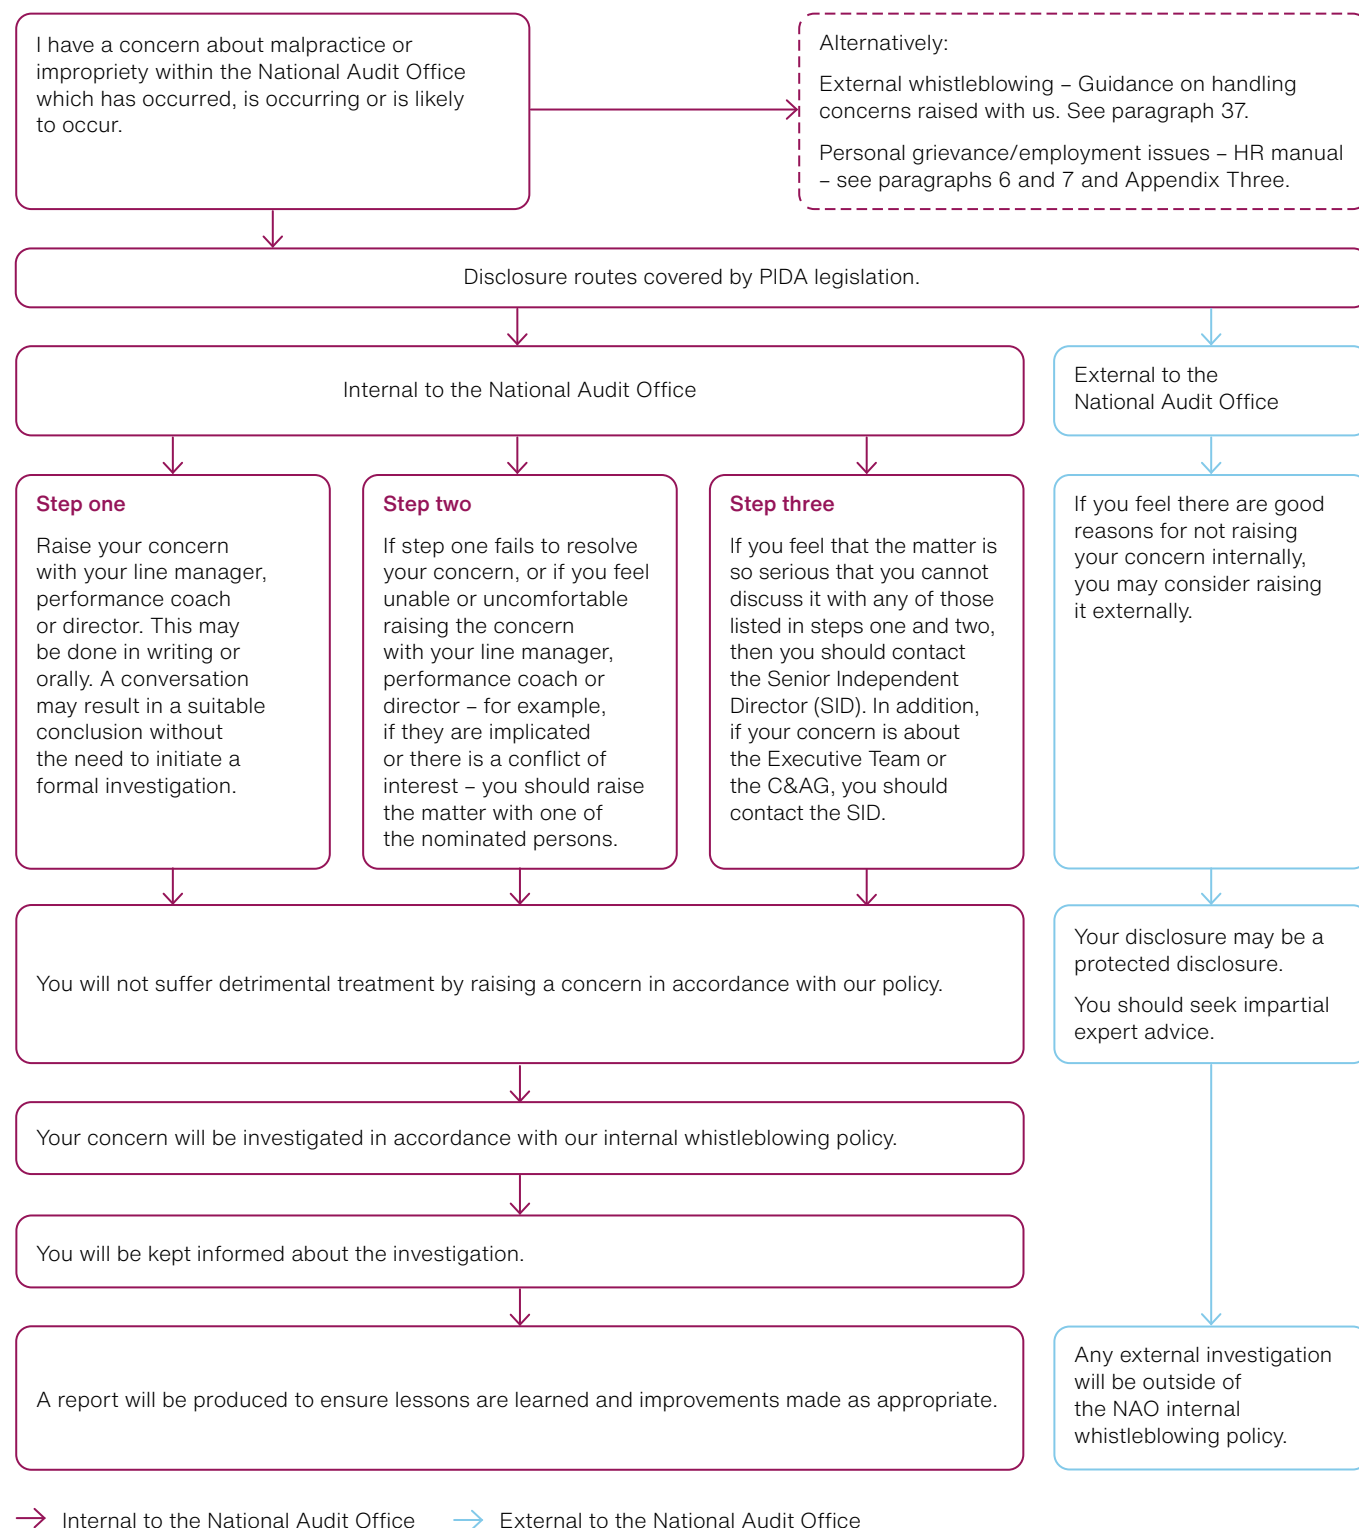 I have a concern about malpractice or
impropriety within the National Audit Office
which has occurred, is occurring or is likely
to occur.
Alternatively:
External whistleblowing – Guidance on handling
concerns raised with us. See paragraph 37.
Personal grievance/employment issues – HR manual
– see paragraphs 6 and 7 and Appendix Three.
Disclosure routes covered by PIDA legislation.
Internal to the National Audit Office
External to the
National Audit Office
Step one
Raise your concern
with your line manager,
performance coach
or director. This may
be done in writing or
orally. A conversation
may result in a suitable
conclusion without
the need to initiate a
formal investigation.
Step two
If step one fails to resolve
your concern, or if you feel
unable or uncomfortable
raising the concern
with your line manager,
performance coach or
director – for example,
if they are implicated
or there is a conflict of
interest – you should raise
the matter with one of
the nominated persons.
Step three
If you feel that the matter is
so serious that you cannot
discuss it with any of those
listed in steps one and two,
then you should contact
the Senior Independent
Director (SID). In addition,
if your concern is about
the Executive Team or
the C&AG, you should
contact the SID.
If you feel there are good
reasons for not raising
your concern internally,
you may consider raising
it externally.
You will not suffer detrimental treatment by raising a concern in accordance with our policy.
Your disclosure may be a
protected disclosure.
You should seek impartial
expert advice.
Your concern will be investigated in accordance with our internal whistleblowing policy.
You will be kept informed about the investigation.
A report will be produced to ensure lessons are learned and improvements made as appropriate.
Any external investigation
will be outside of
the NAO internal
whistleblowing policy.
Internal to the National Audit Office
External to the National Audit Office